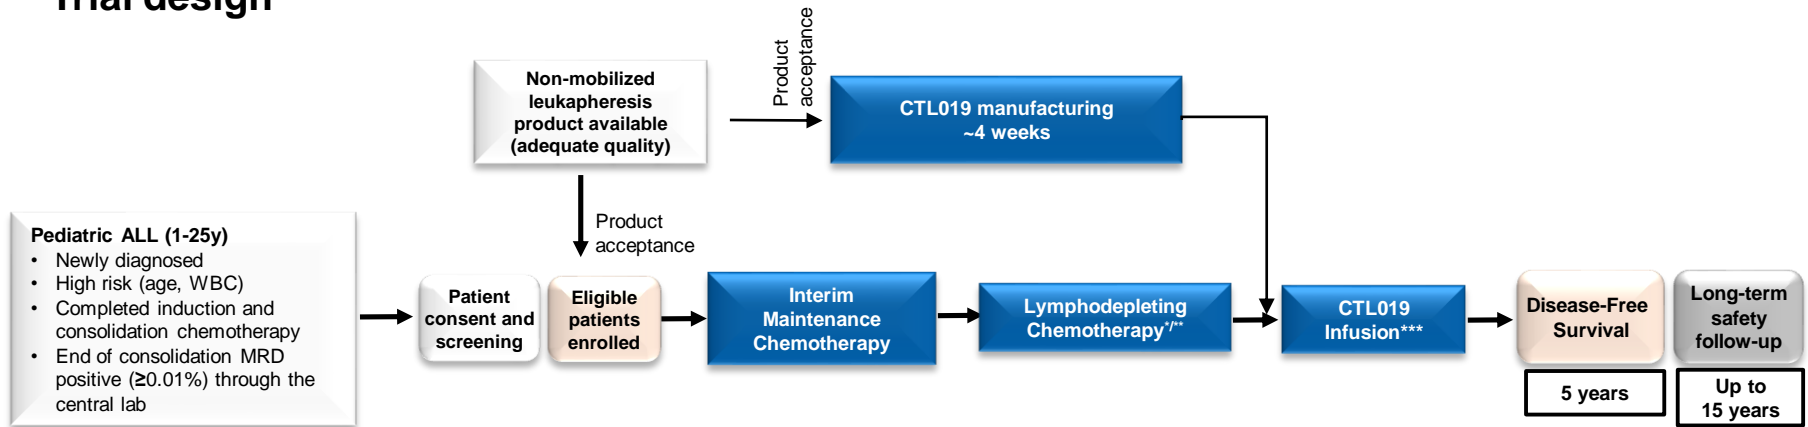 Trial design
Non-mobilized
leukapheresis
product available
(adequate quality)
Product
acceptance
CTL019 manufacturing
~4 weeks
Product
acceptance
Pediatric ALL (1-25y)
• Newly diagnosed
• High risk (age, WBC)
• Completed induction and
consolidation chemotherapy
• End of consolidation MRD
positive (≥0.01%) through the
central lab
Patient
consent and
screening
Eligible
patients
enrolled
Interim
Maintenance
Chemotherapy
Lymphodepleting
Chemotherapy*/**
CTL019
Infusion***
Disease-Free
Survival
5 years
Long-term
safety
follow-up
Up to
15 years